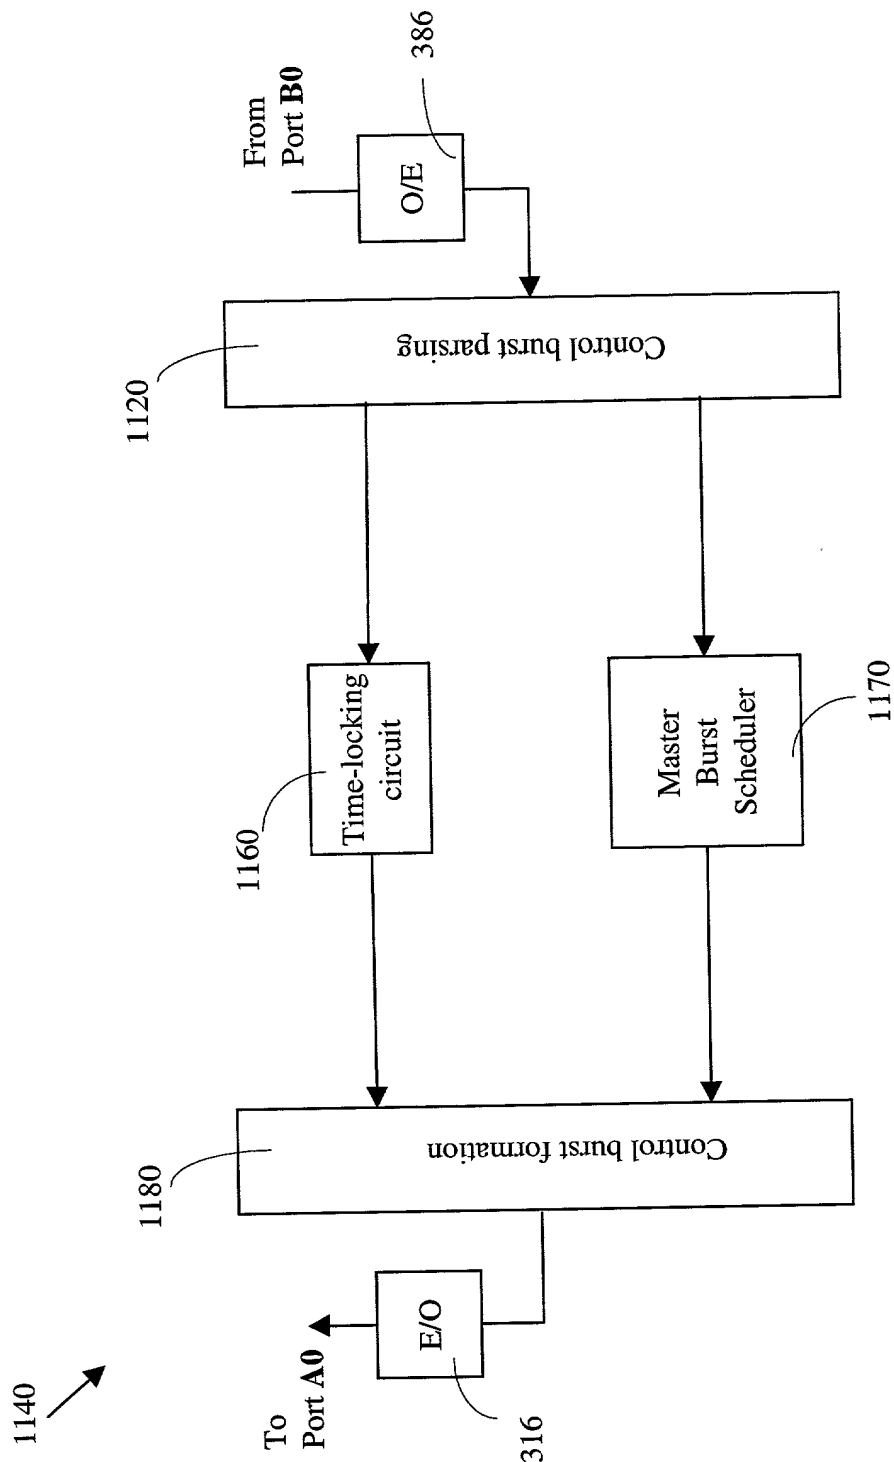 1140
To
Port A0
E/O
316
1180
Control burst formation
1160
Time-locking
circuit
Master
Burst
Scheduler
1170
1120
Control burst parsing
From
Port B0
O/E
386